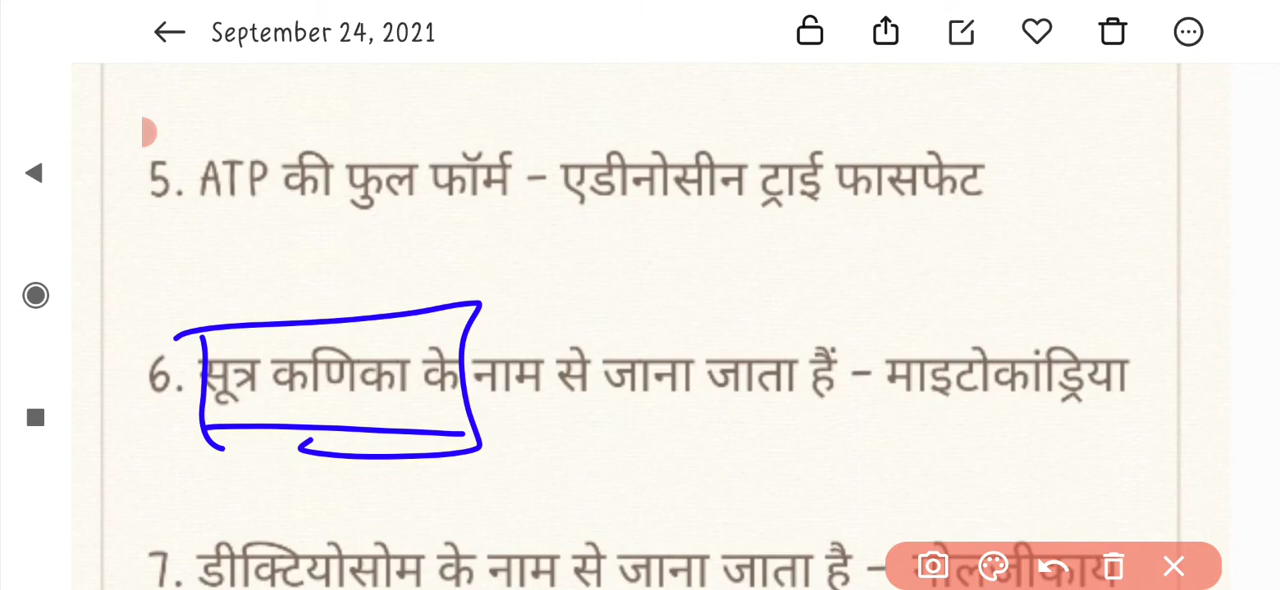 September 24, 2021
5. ATP की फुल फॉर्म - एडीनोसीन ट्राई फासफेट
6. सूत्र कणिका के नाम से जाना जाता हैं - माइटोकांड्रिया
7. डीक्टियोसोम के नाम से जाना जाता है -